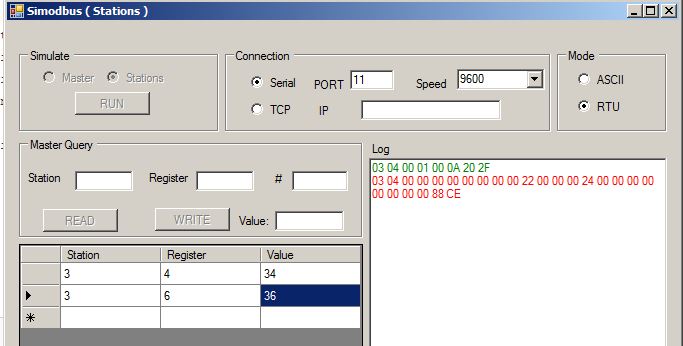 Simodbus ( Stations )
Simulate
Master Stations
RUN
Connection
Serial PORT 11 Speed 9600
TCP IP
Mode
ASCII
RTU
Master Query
Station Register #
READ WRITE Value:
Log
03 04 00 01 00 0A 20 2F
03 04 00 00 00 00 00 00 00 22 00 00 00 24 00 00 00 00
00 00 00 00 88 CE
Station Register Value
3 4 34
3 6 36